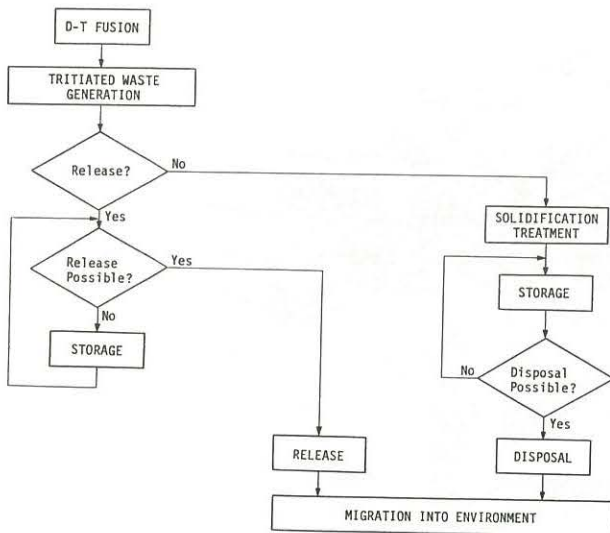 D-T FUSION
TRITIATED WASTE
GENERATION
Release?
No
Yes
Release
Possible?
Yes
No
STORAGE
SOLIDIFICATION
TREATMENT
STORAGE
No
Disposal
Possible?
Yes
RELEASE
DISPOSAL
MIGRATION INTO ENVIRONMENT